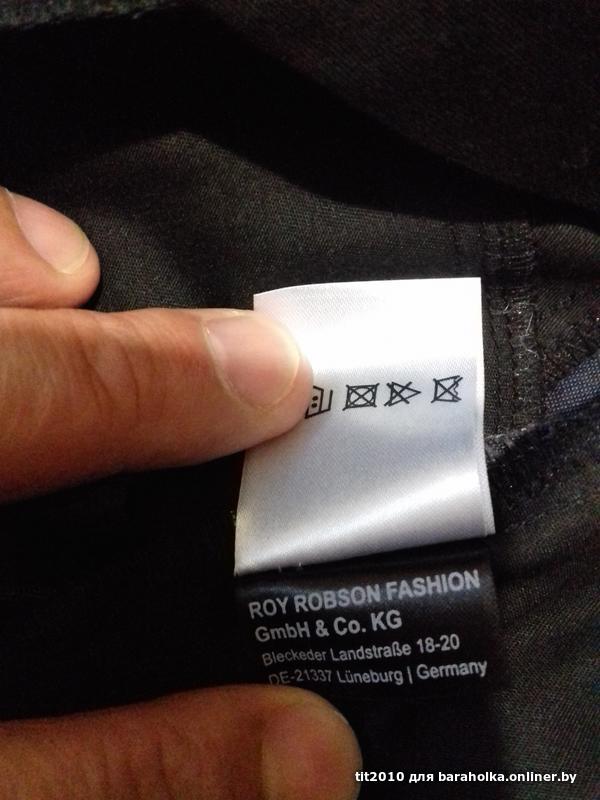 ROY ROBSON FASHION
GmbH & Co. KG
Bleckeder Landstraße 18-20
DE-21337 Lüneburg | Germany
tit2010 для baraholka.onliner.by